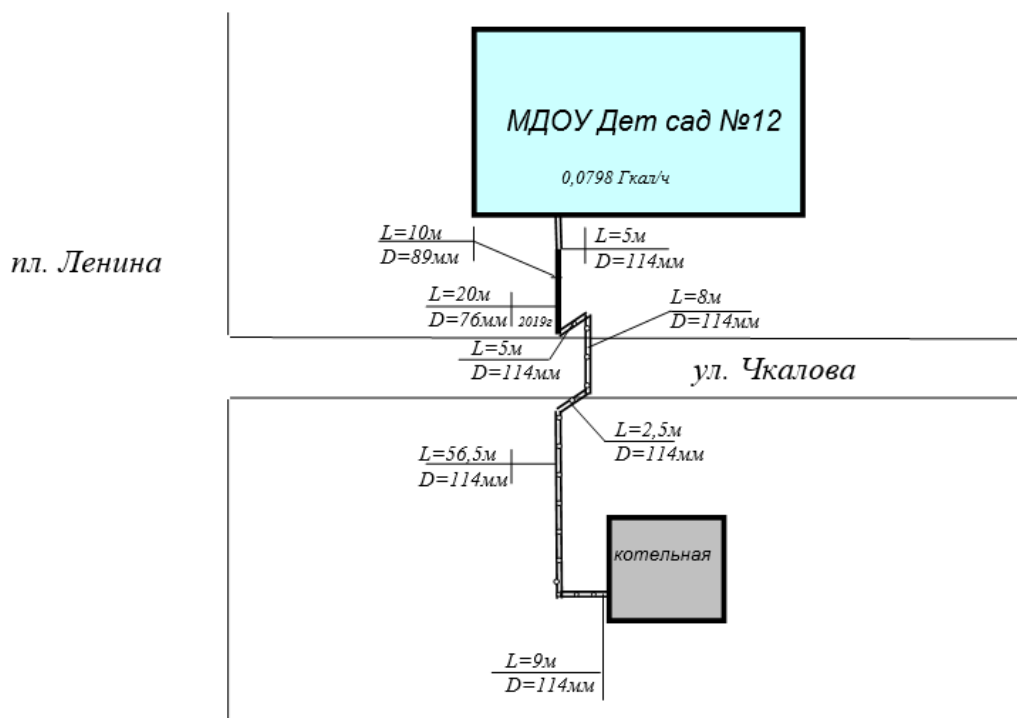 МДОУ Дет сад №12
0,0798 Гкал/ч
L=10м
D=89мм
L=5м
D=114мм
пл. Ленина
L=20м
D=76мм
2019г
L=8м
D=114мм
L=5м
D=114мм
ул. Чкалова
L=2,5м
D=114мм
L=56,5м
D=114мм
котельная
L=9м
D=114мм